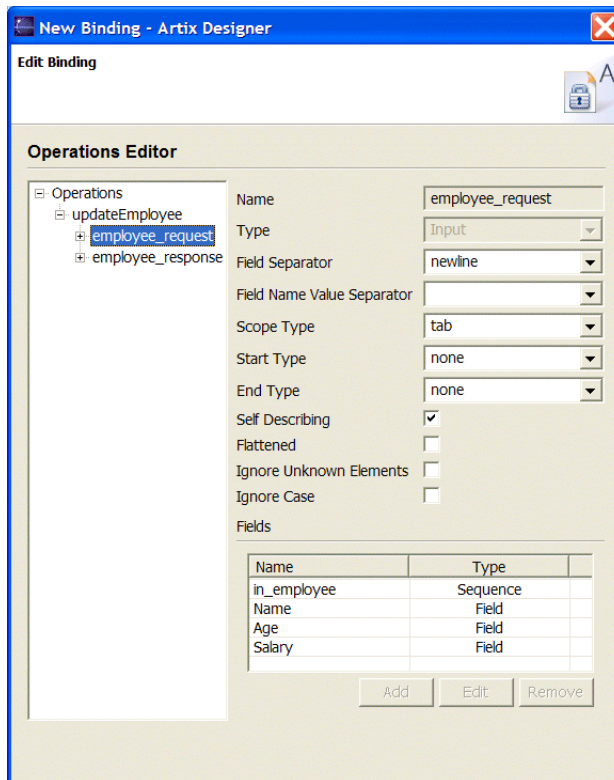 New Binding - Artix Designer
Edit Binding
A
Operations Editor
Operations
updateEmployee
employee_request
employee_response
Name employee_request
Type Input
Field Separator newline
Field Name Value Separator
Scope Type tab
Start Type none
End Type none
Self Describing
Flattened
Ignore Unknown Elements
Ignore Case
Fields
Name Type
in_employee Sequence
Name Field
Age Field
Salary Field
Add Edit Remove